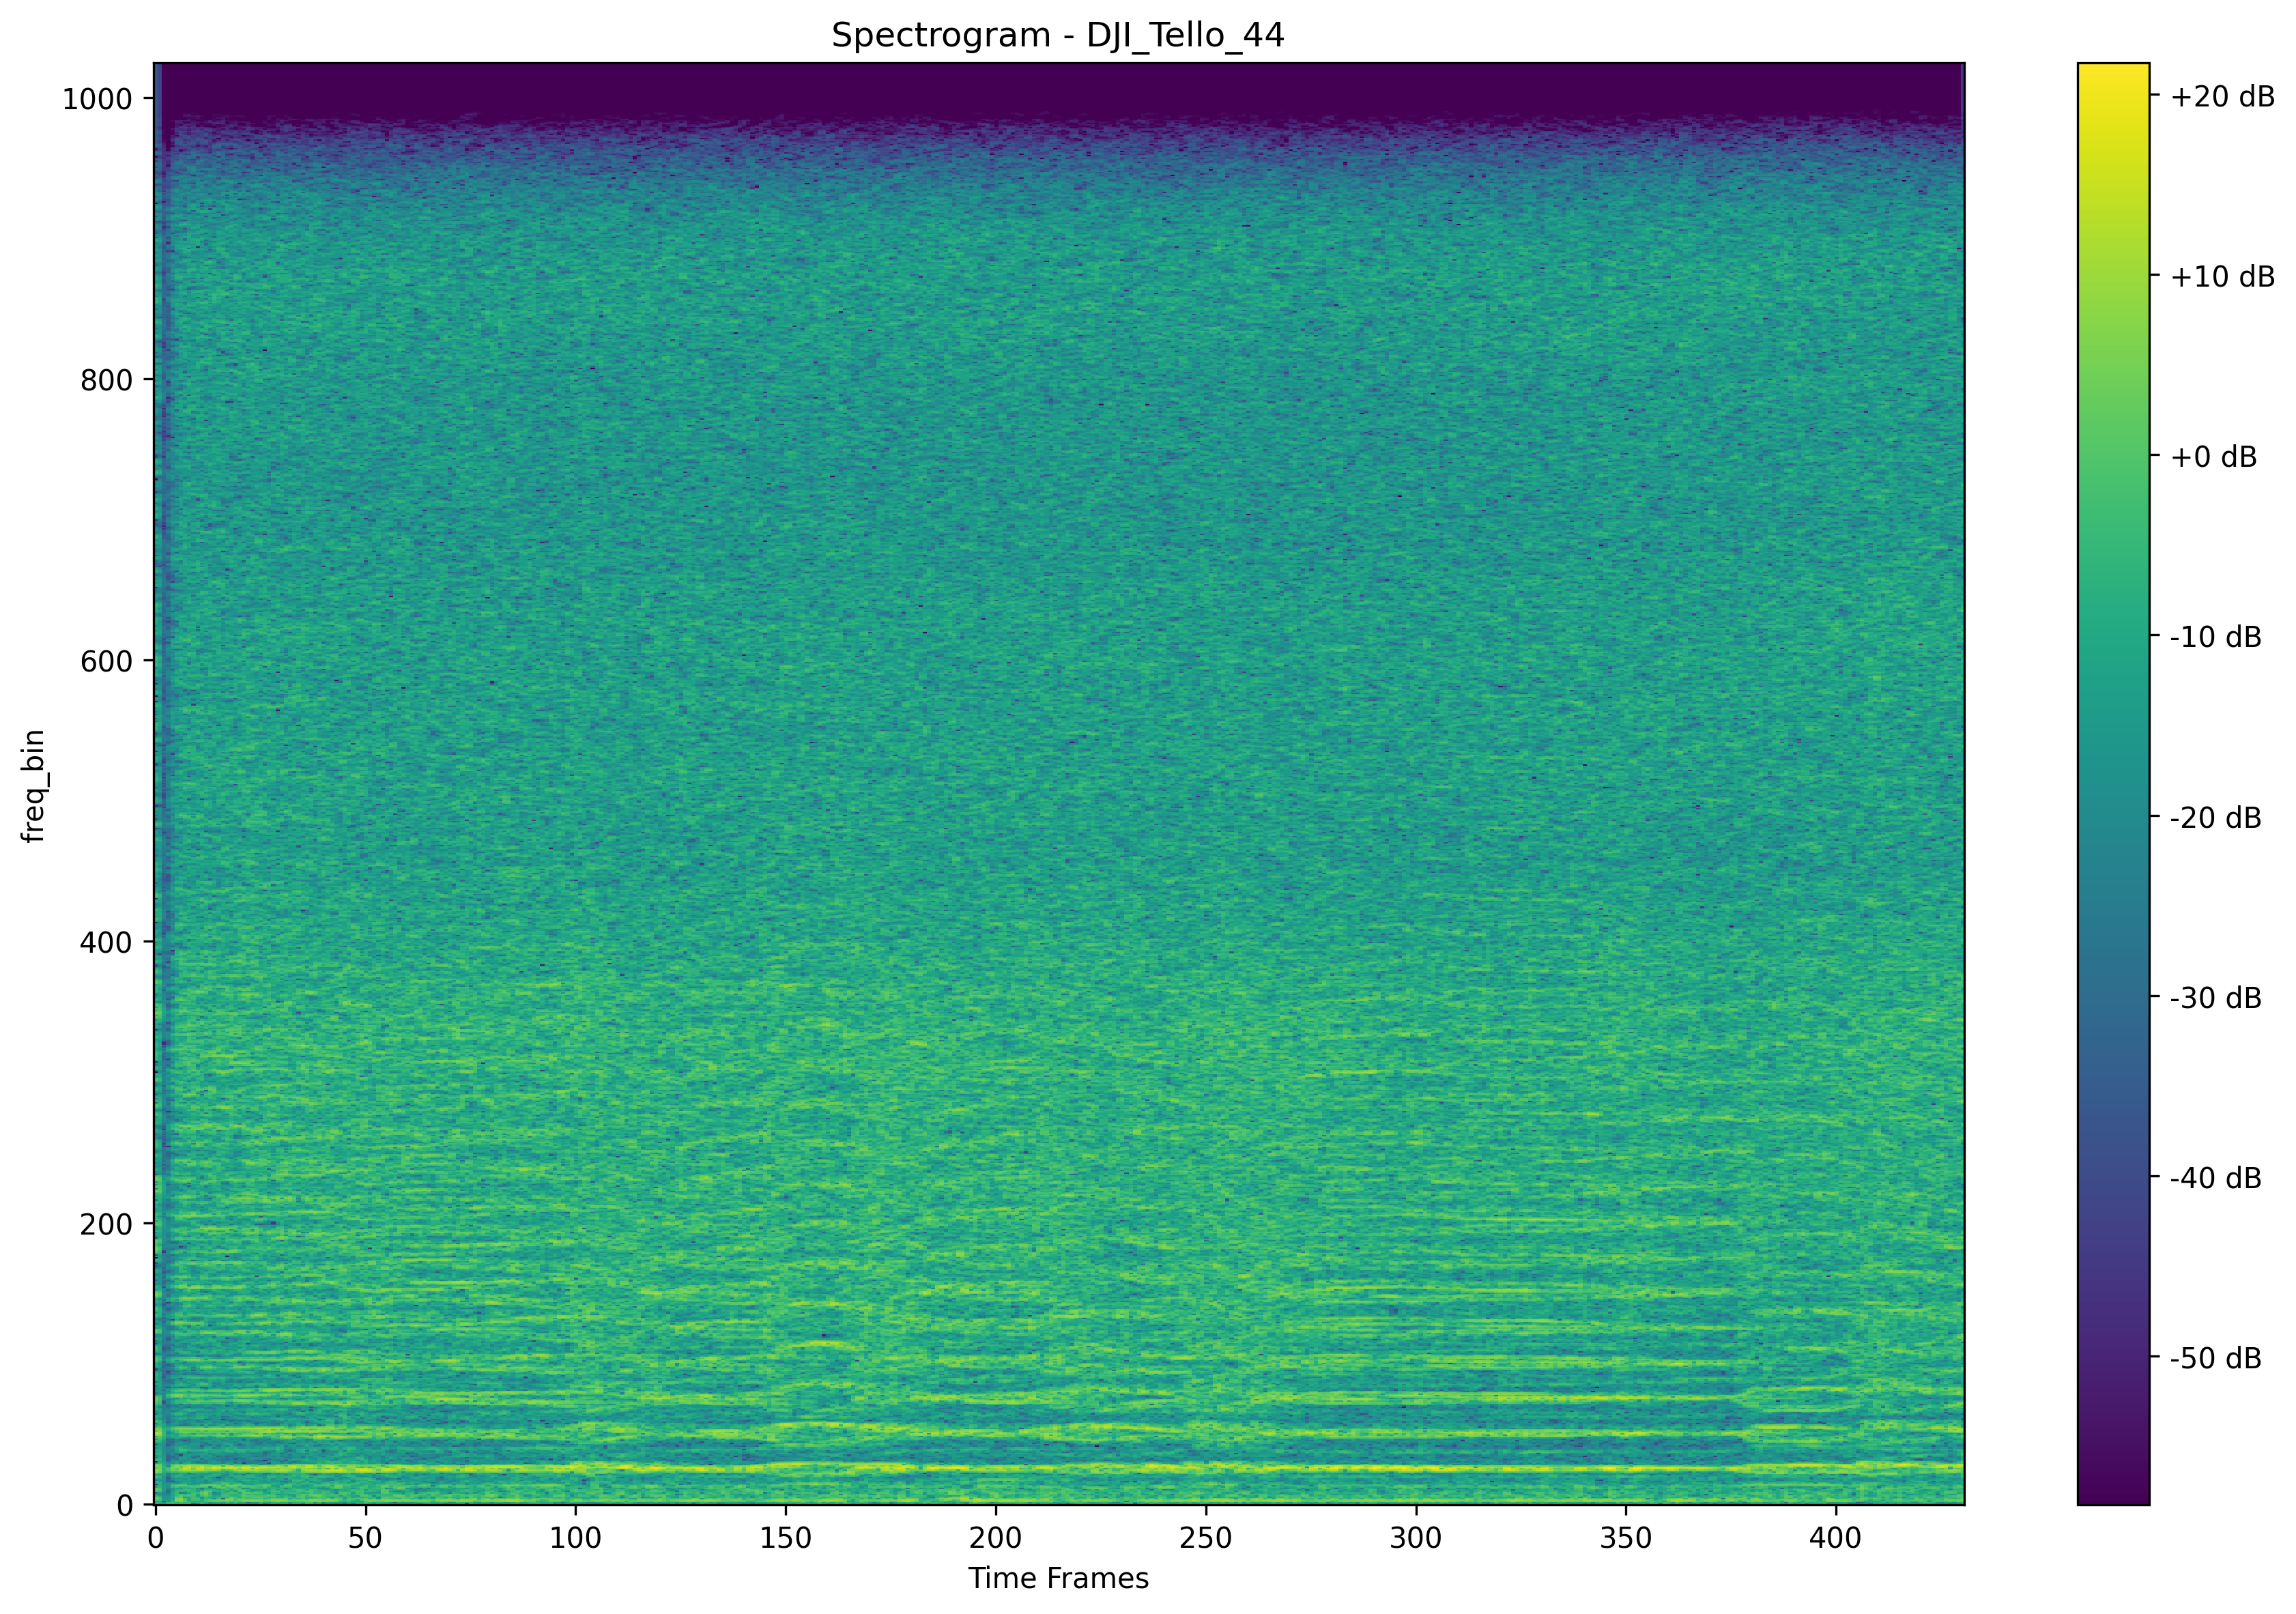 Spectrogram - DJI_Tello_44
1000
800
600
400
200
0
freq_bin
0 50 100 150 200 250 300 350 400
Time Frames
+20 dB
+10 dB
+0 dB
-10 dB
-20 dB
-30 dB
-40 dB
-50 dB